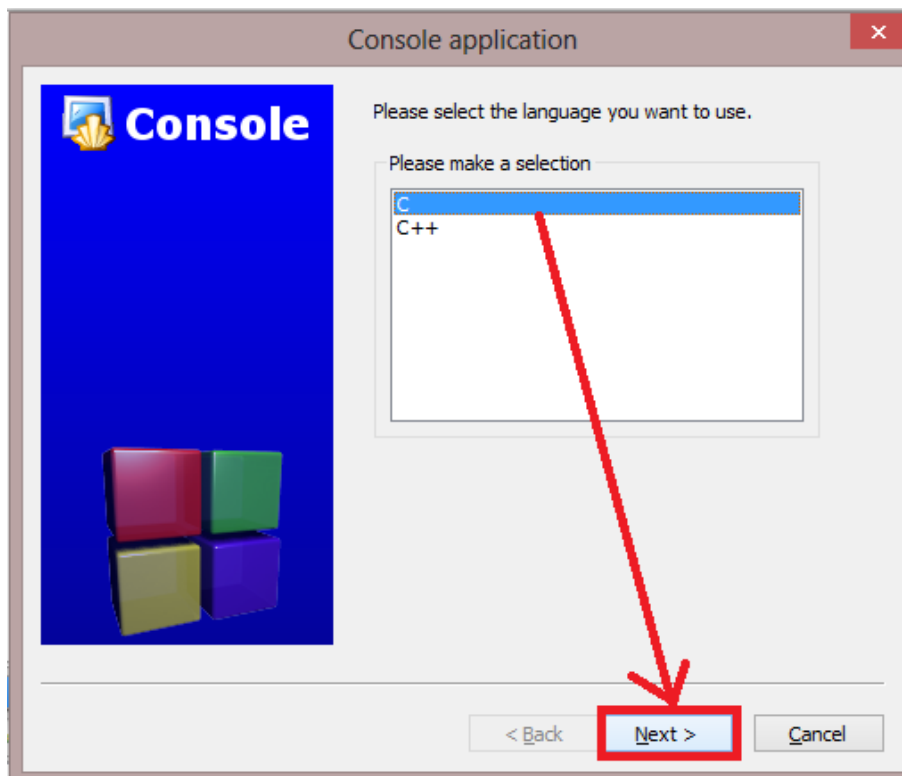 Console application
Console
Please select the language you want to use.
Please make a selection
C
C++
< Back
Next >
Cancel